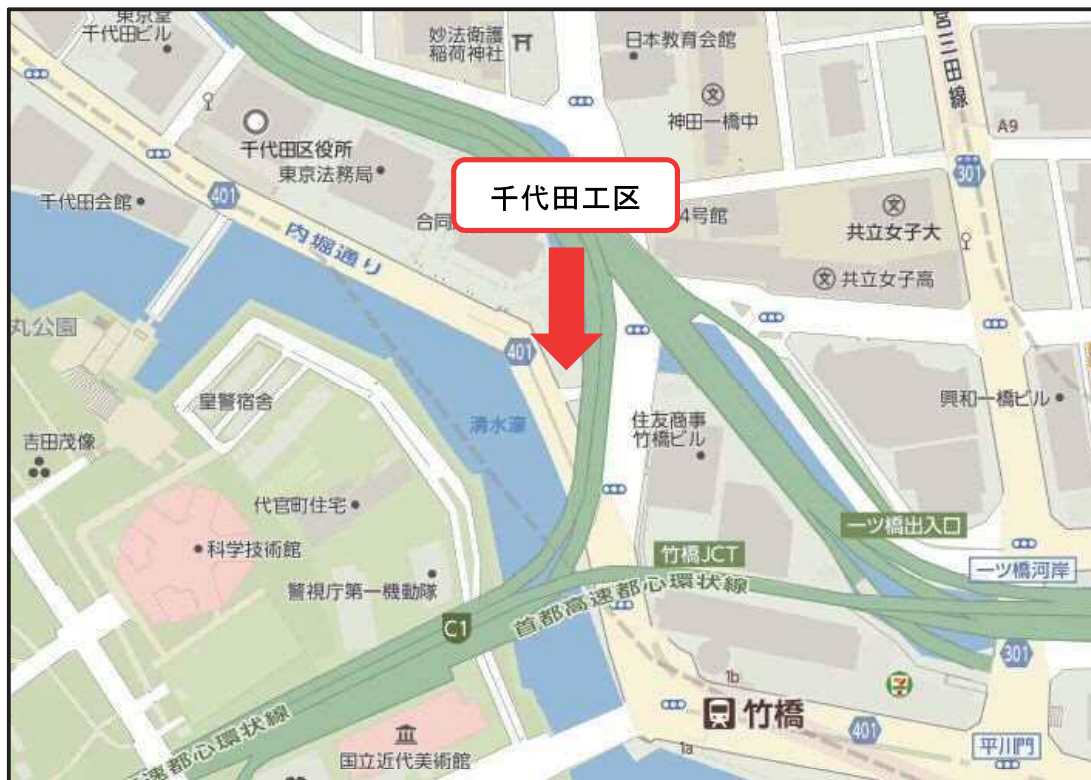 東京堂
千代田ビル
妙法衛護
稲荷神社
日本教育会館
神田一橋中
三田線
A9
千代田区役所
東京法務局
千代田会館
401
千代田工区
301
合同
4号館
共立女子大
内堀通り
共立女子高
丸公園
401
皇警宿舎
清水濠
住友商事
竹橋ビル
興和一橋ビル
吉田茂像
代官町住宅
科学技術館
一ツ橋出入口
竹橋JCT
一ツ橋河岸
警視庁第一機動隊
首都高速都心環状線
C1
301
1b
7
竹橋
401
平川門
高速都心環状線
1a
国立近代美術館